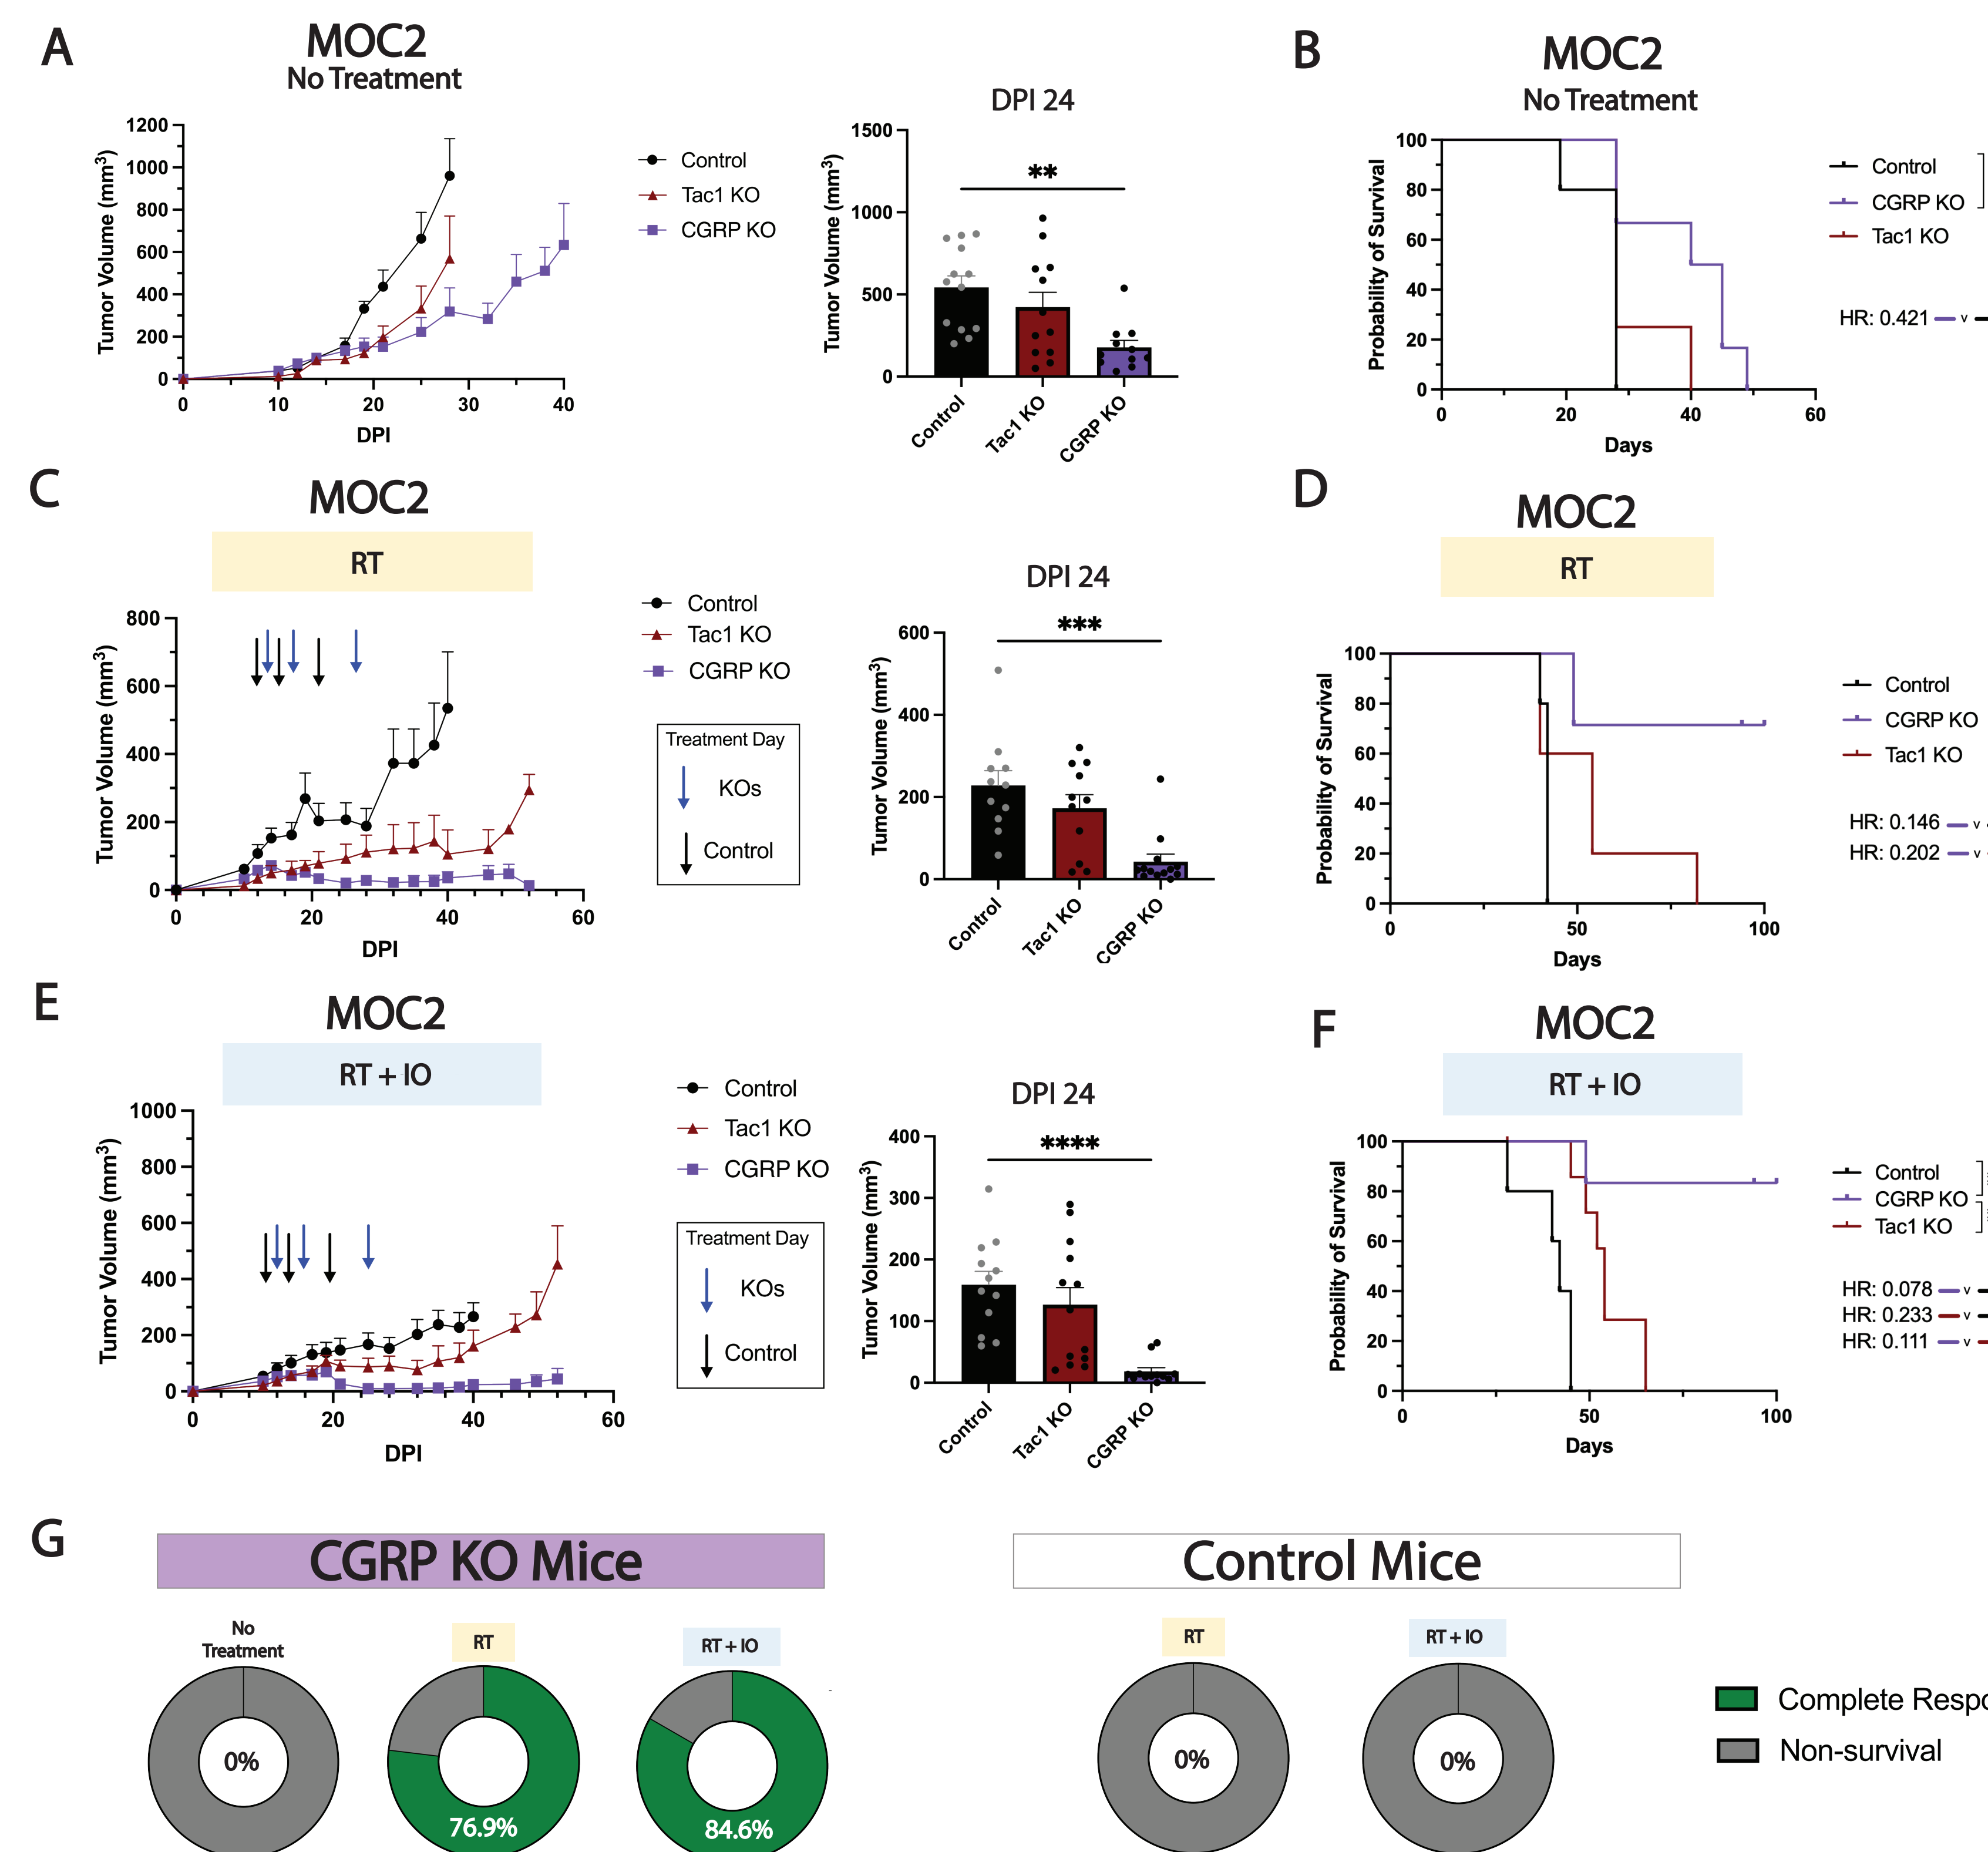 A
MOC2
No Treatment
Tumor Volume (mm³)
1200
1000
800
600
400
200
0
0 10 20 30 40
DPI
Control
Tac1 KO
CGRP KO
DPI 24
**
Tumor Volume (mm³)
1500
1000
500
0
Control
Tac1 KO
CGRP KO
B
MOC2
No Treatment
Probability of Survival
100
80
60
40
20
0
0 20 40 60
Days
Control
CGRP KO
Tac1 KO
HR: 0.421 v
C
MOC2
RT
Tumor Volume (mm³)
800
600
400
200
0
0 20 40 60
DPI
Control
Tac1 KO
CGRP KO
Treatment Day
KOs
Control
DPI 24
***
Tumor Volume (mm³)
600
400
200
0
Control
Tac1 KO
CGRP KO
D
MOC2
RT
Probability of Survival
100
80
60
40
20
0
0 50 100
Days
Control
CGRP KO
Tac1 KO
HR: 0.146 v
HR: 0.202 v
E
MOC2
RT + IO
Tumor Volume (mm³)
1000
800
600
400
200
0
0 20 40 60
DPI
Control
Tac1 KO
CGRP KO
Treatment Day
KOs
Control
DPI 24
****
Tumor Volume (mm³)
400
300
200
100
0
Control
Tac1 KO
CGRP KO
F
MOC2
RT + IO
Probability of Survival
100
80
60
40
20
0
0 50 100
Days
Control
CGRP KO
Tac1 KO
HR: 0.078 v
HR: 0.233 v
HR: 0.111 v
G
CGRP KO Mice
No
Treatment
0%
RT
76.9%
RT + IO
84.6%
Control Mice
RT
0%
RT + IO
0%
Complete Respo
Non-survival